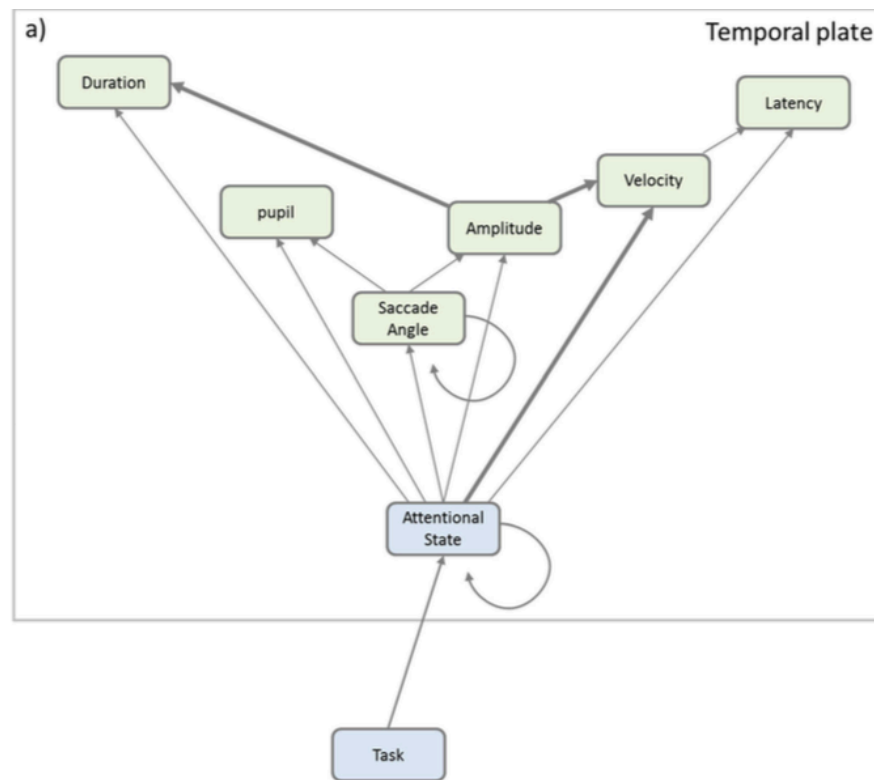 a)
Temporal plate
Duration
Latency
Velocity
pupil
Amplitude
Saccade
Angle
Attentional
State
Task